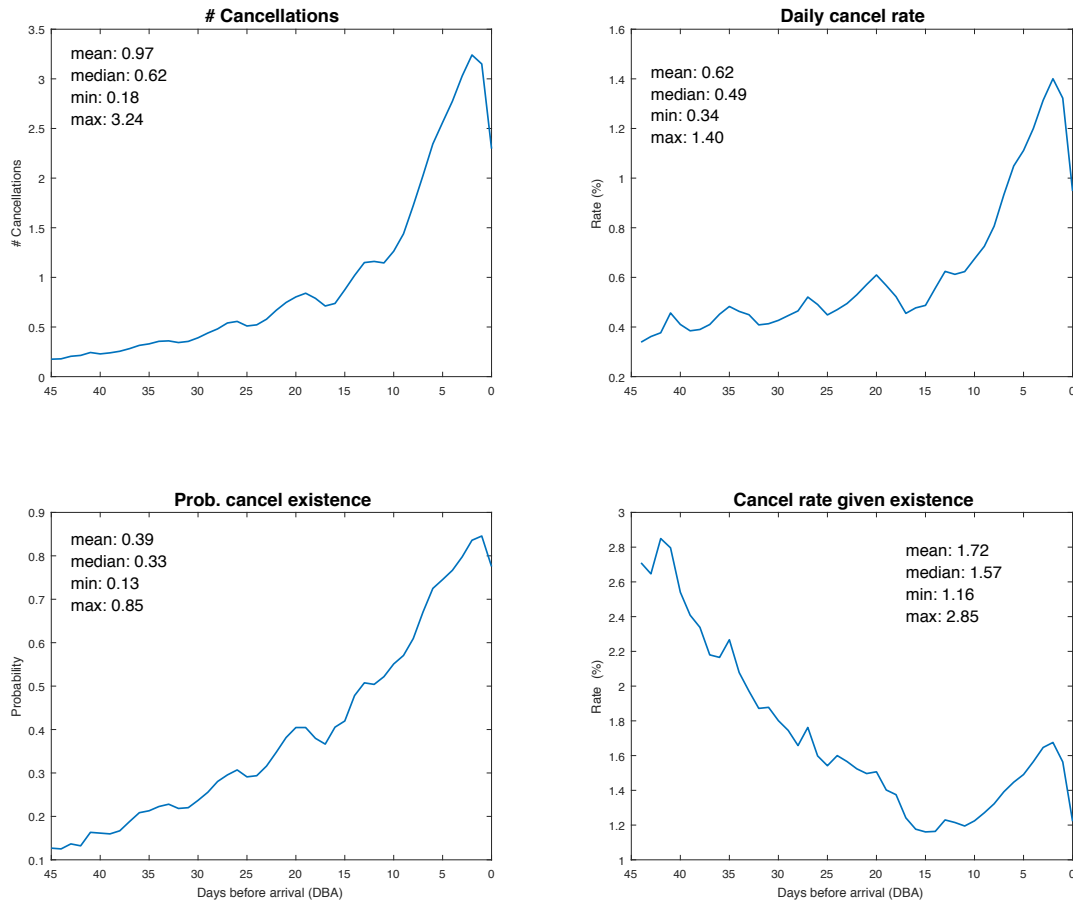 # Cancellations
mean: 0.97
median: 0.62
min: 0.18
max: 3.24
# Cancellations
3.5
3
2.5
2
1.5
1
0.5
0
45 40 35 30 25 20 15 10 5 0
Daily cancel rate
mean: 0.62
median: 0.49
min: 0.34
max: 1.40
Rate (%)
1.6
1.4
1.2
1
0.8
0.6
0.4
0.2
45 40 35 30 25 20 15 10 5 0
Prob. cancel existence
mean: 0.39
median: 0.33
min: 0.13
max: 0.85
Probability
0.9
0.8
0.7
0.6
0.5
0.4
0.3
0.2
0.1
45 40 35 30 25 20 15 10 5 0
Days before arrival (DBA)
Cancel rate given existence
mean: 1.72
median: 1.57
min: 1.16
max: 2.85
Rate (%)
3
2.8
2.6
2.4
2.2
2
1.8
1.6
1.4
1.2
1
45 40 35 30 25 20 15 10 5 0
Days before arrival (DBA)